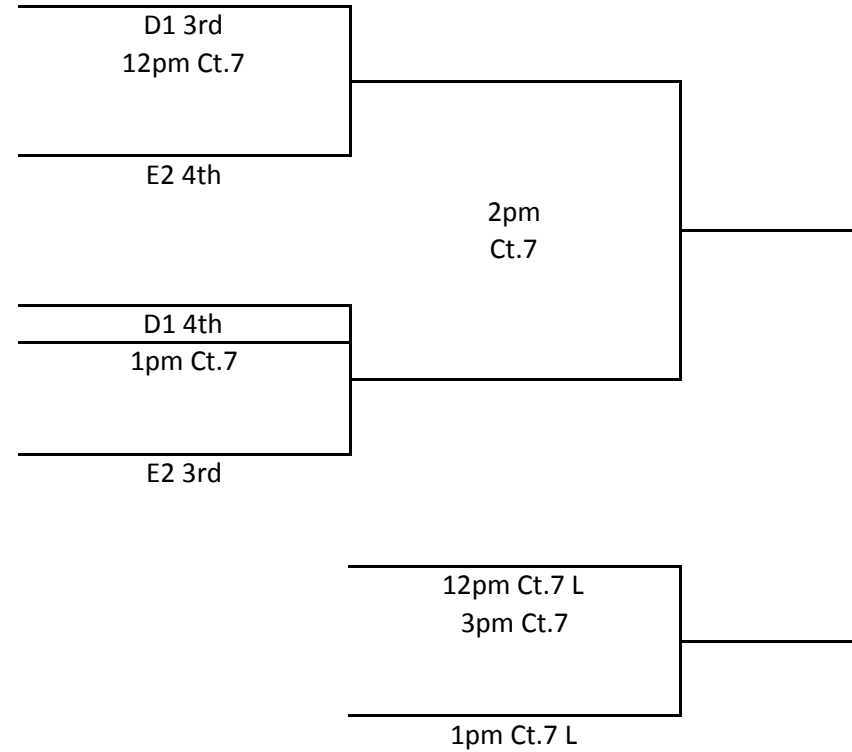 D1 3rd
12pm Ct.7
E2 4th
2pm
Ct.7
D1 4th
1pm Ct.7
E2 3rd
12pm Ct.7 L
3pm Ct.7
1pm Ct.7 L